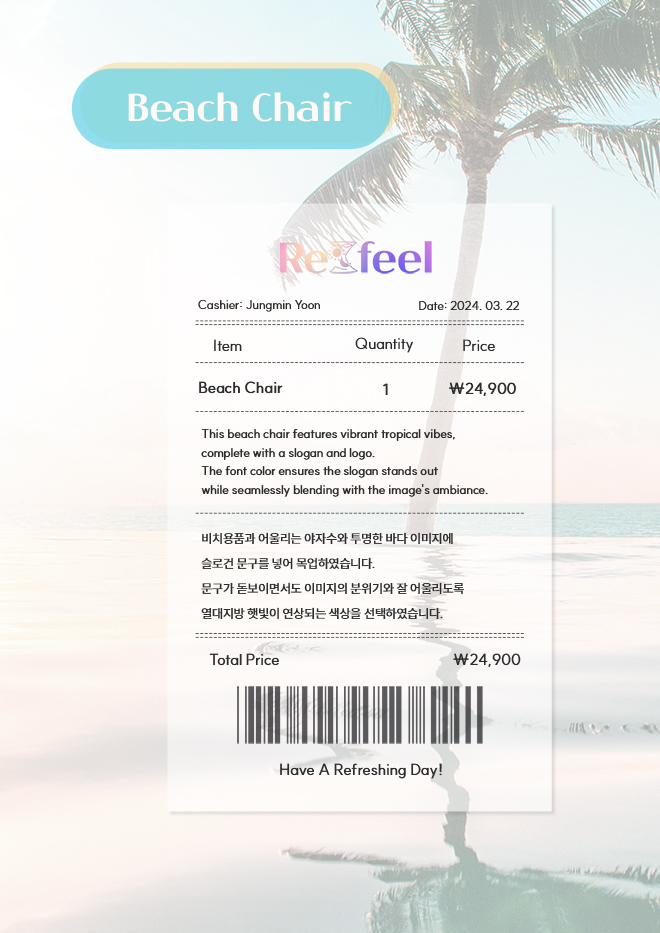 Beach Chair
Refeel
Cashier: Jungmin Yoon
Date: 2024. 03. 22
Item Quantity Price
Beach Chair 1 ₩24,900
This beach chair features vibrant tropical vibes,
complete with a slogan and logo.
The font color ensures the slogan stands out
while seamlessly blending with the image's ambiance.
비치용품과 어울리는 야자수와 투명한 바다 이미지에
슬로건 문구를 넣어 목업하였습니다.
문구가 돋보이면서도 이미지의 분위기와 잘 어울리도록
열대지방 햇빛이 연상되는 색상을 선택하였습니다.
Total Price ₩24,900
Have A Refreshing Day!